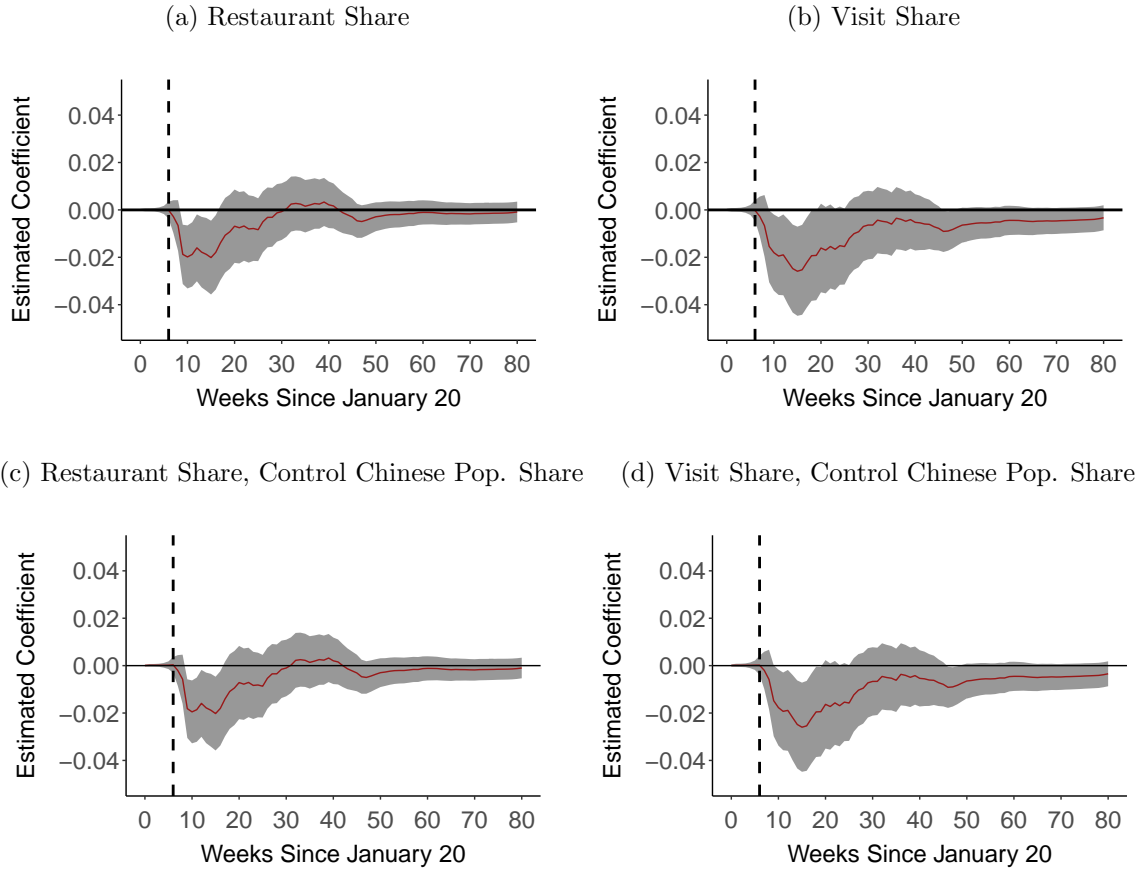 (a) Restaurant Share
(b) Visit Share
Estimated Coefficient
0.04
0.02
0.00
−0.02
−0.04
0 10 20 30 40 50 60 70 80
Weeks Since January 20
Estimated Coefficient
0.04
0.02
0.00
−0.02
−0.04
0 10 20 30 40 50 60 70 80
Weeks Since January 20
(c) Restaurant Share, Control Chinese Pop. Share
(d) Visit Share, Control Chinese Pop. Share
Estimated Coefficient
0.04
0.02
0.00
−0.02
−0.04
0 10 20 30 40 50 60 70 80
Weeks Since January 20
Estimated Coefficient
0.04
0.02
0.00
−0.02
−0.04
0 10 20 30 40 50 60 70 80
Weeks Since January 20